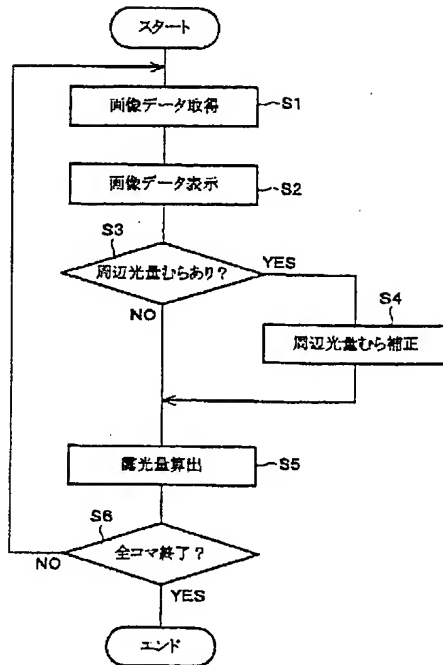 スタート
画像データ取得
S1
画像データ表示
S2
S3
周辺光量むらあり?
YES
NO
S4
周辺光量むら補正
露光量算出
S5
S6
全コマ終了?
NO
YES
エンド